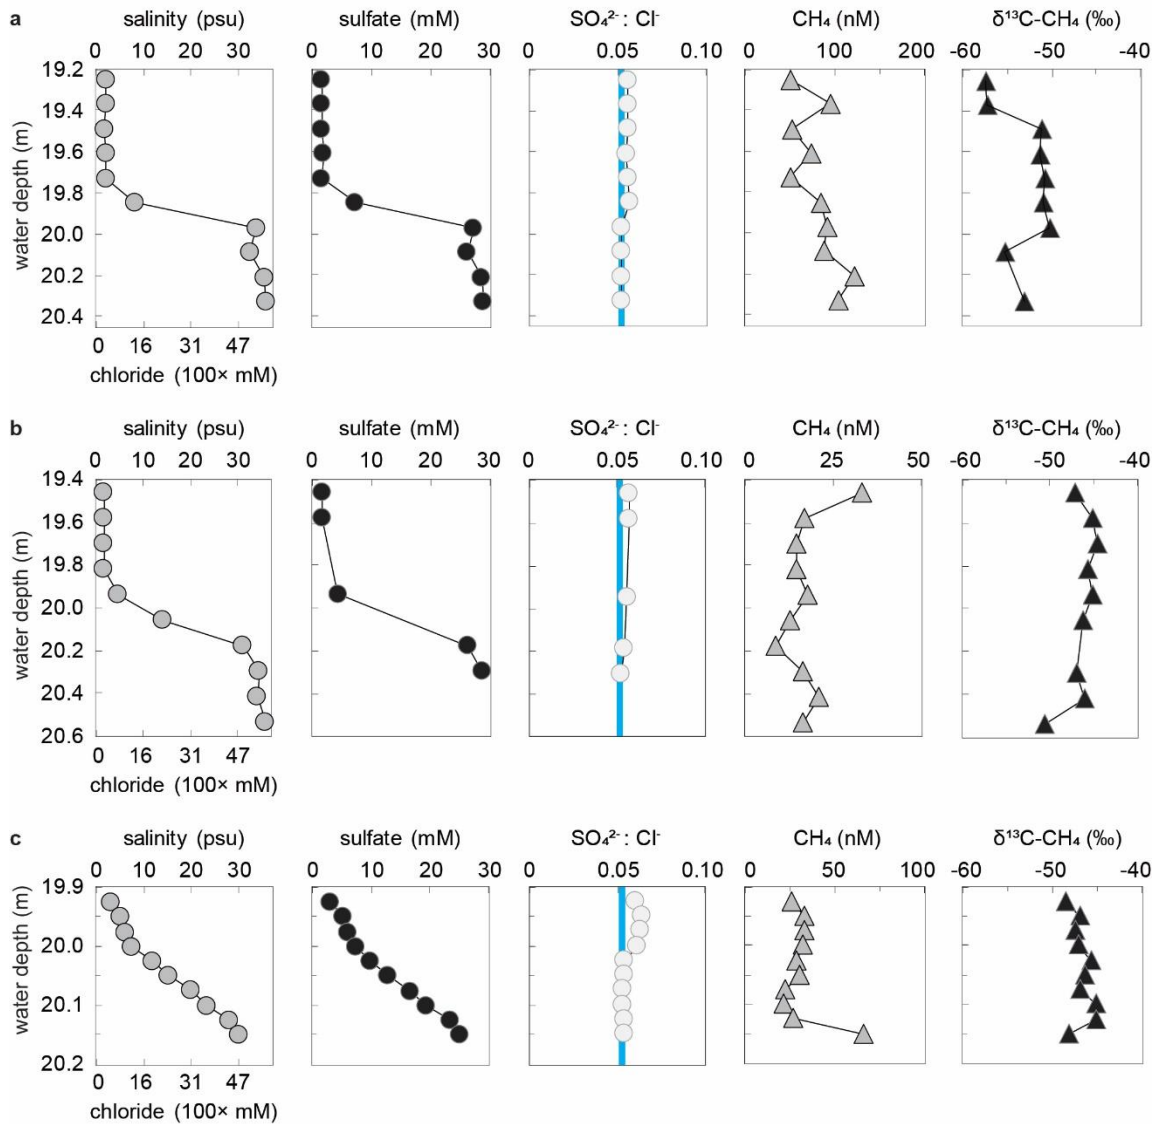 a
salinity (psu) sulfate (mM) SO₄²⁻ : Cl⁻ CH₄ (nM) δ¹³C-CH₄ (‰)
0 10 20 30 0 10 20 30 0 0.05 0.10 0 100 200 -60 -50 -40
water depth (m)
19.2
19.4
19.6
19.8
20.0
20.2
20.4
0 16 31 47
chloride (100× mM)
b
salinity (psu) sulfate (mM) SO₄²⁻ : Cl⁻ CH₄ (nM) δ¹³C-CH₄ (‰)
0 10 20 30 0 10 20 30 0 0.05 0.10 0 25 50 -60 -50 -40
water depth (m)
19.4
19.6
19.8
20.0
20.2
20.4
20.6
0 16 31 47
chloride (100× mM)
c
salinity (psu) sulfate (mM) SO₄²⁻ : Cl⁻ CH₄ (nM) δ¹³C-CH₄ (‰)
0 10 20 30 0 10 20 30 0 0.05 0.10 0 50 100 -60 -50 -40
water depth (m)
19.9
20.0
20.1
20.2
0 16 31 47
chloride (100× mM)